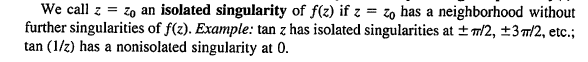 We call z = z₀ an isolated singularity of f(z) if z = z₀ has a neighborhood without
further singularities of f(z). Example: tan z has isolated singularities at ±π/2, ±3π/2, etc.;
tan (1/z) has a nonisolated singularity at 0.